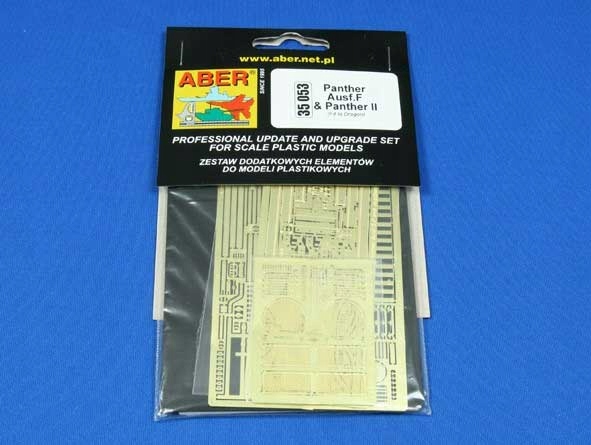 www.aber.net.pl
ABER®
SINCE 1995
35 053
Panther
Ausf.F
& Panther II
PROFESSIONAL UPDATE AND UPGRADE SET
FOR SCALE PLASTIC MODELS
ZESTAW DODATKOWYCH ELEMENTÓW
DO MODELI PLASTIKOWYCH